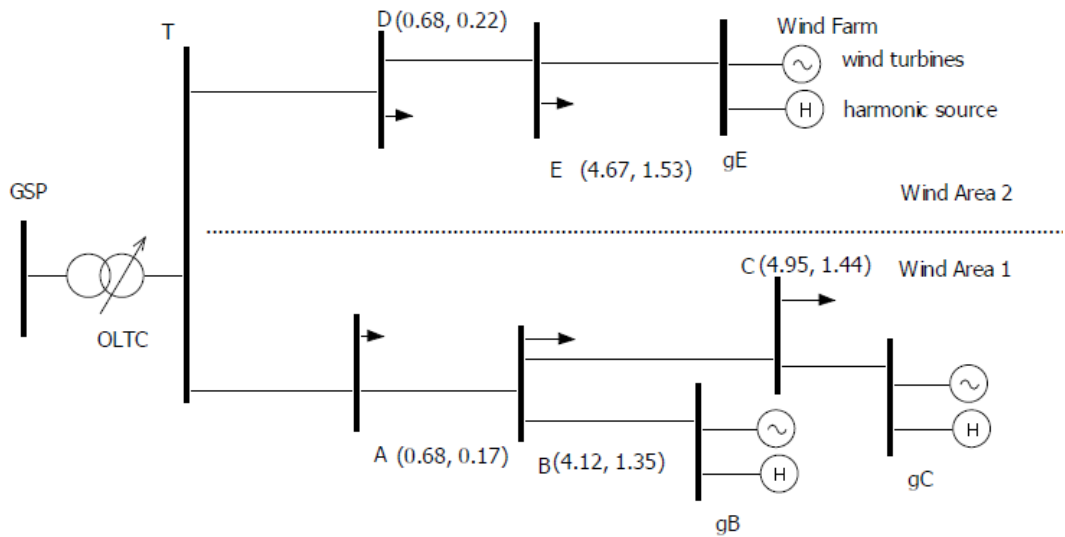 D (0.68, 0.22)
Wind Farm
T
wind turbines
H
harmonic source
E (4.67, 1.53)
gE
GSP
Wind Area 2
C (4.95, 1.44)
Wind Area 1
OLTC
A (0.68, 0.17)
B (4.12, 1.35)
H
H
gC
gB